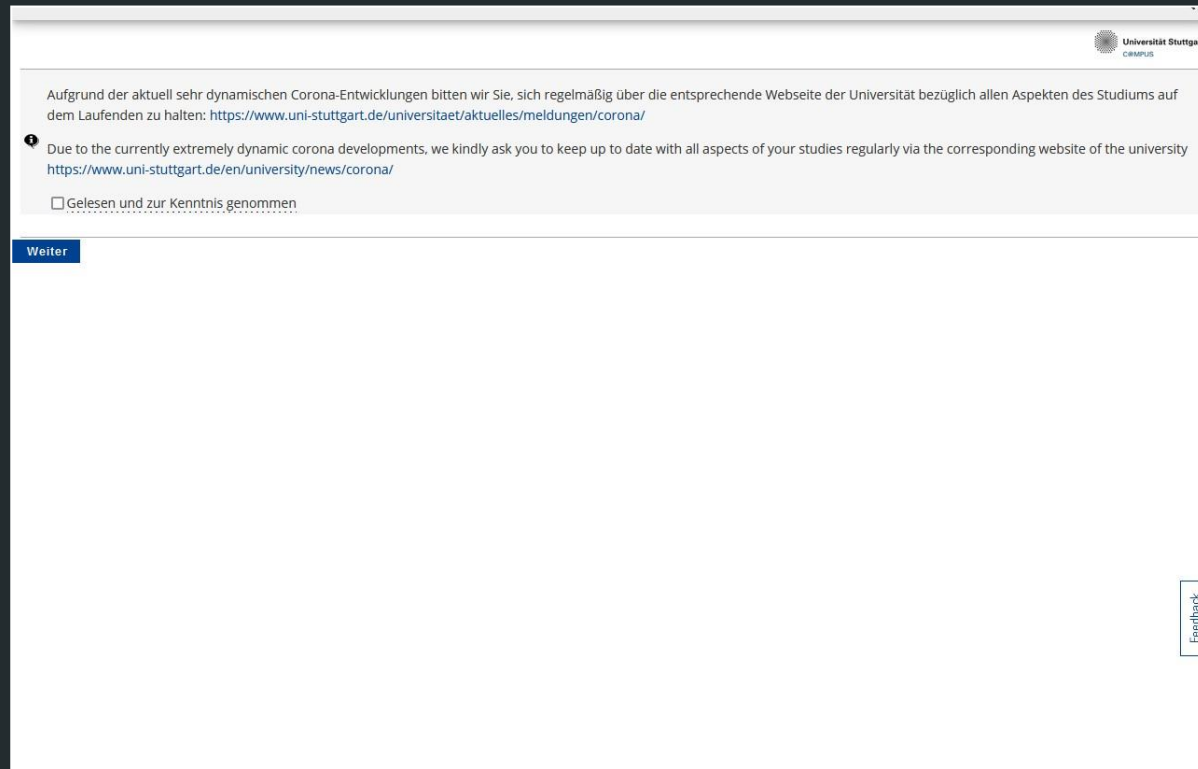 Universität Stuttga
C@MPUS
Aufgrund der aktuell sehr dynamischen Corona-Entwicklungen bitten wir Sie, sich regelmäßig über die entsprechende Webseite der Universität bezüglich allen Aspekten des Studiums auf
dem Laufenden zu halten: https://www.uni-stuttgart.de/universitaet/aktuelles/meldungen/corona/
Due to the currently extremely dynamic corona developments, we kindly ask you to keep up to date with all aspects of your studies regularly via the corresponding website of the university
https://www.uni-stuttgart.de/en/university/news/corona/
Gelesen und zur Kenntnis genommen
Weiter
Feedback